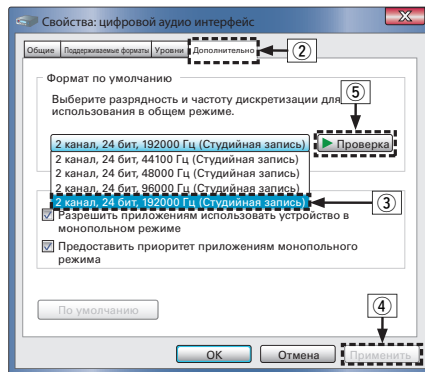 Свойства: цифровой аудио интерфейс
Общие Поддерживаемые форматы Уровни Дополнительно
2
Формат по умолчанию
Выберите разрядность и частоту дискретизации для
использования в общем режиме.
5
2 канал, 24 бит, 192000 Гц (Студийная запись)
Проверка
2 канал, 24 бит, 44100 Гц (Студийная запись)
2 канал, 24 бит, 48000 Гц (Студийная запись)
2 канал, 24 бит, 96000 Гц (Студийная запись)
2 канал, 24 бит, 192000 Гц (Студийная запись)
3
Разрешить приложениям использовать устройство в
монопольном режиме
Предоставить приоритет приложениям монопольного
режима
По умолчанию
4
ОК Отмена Применить